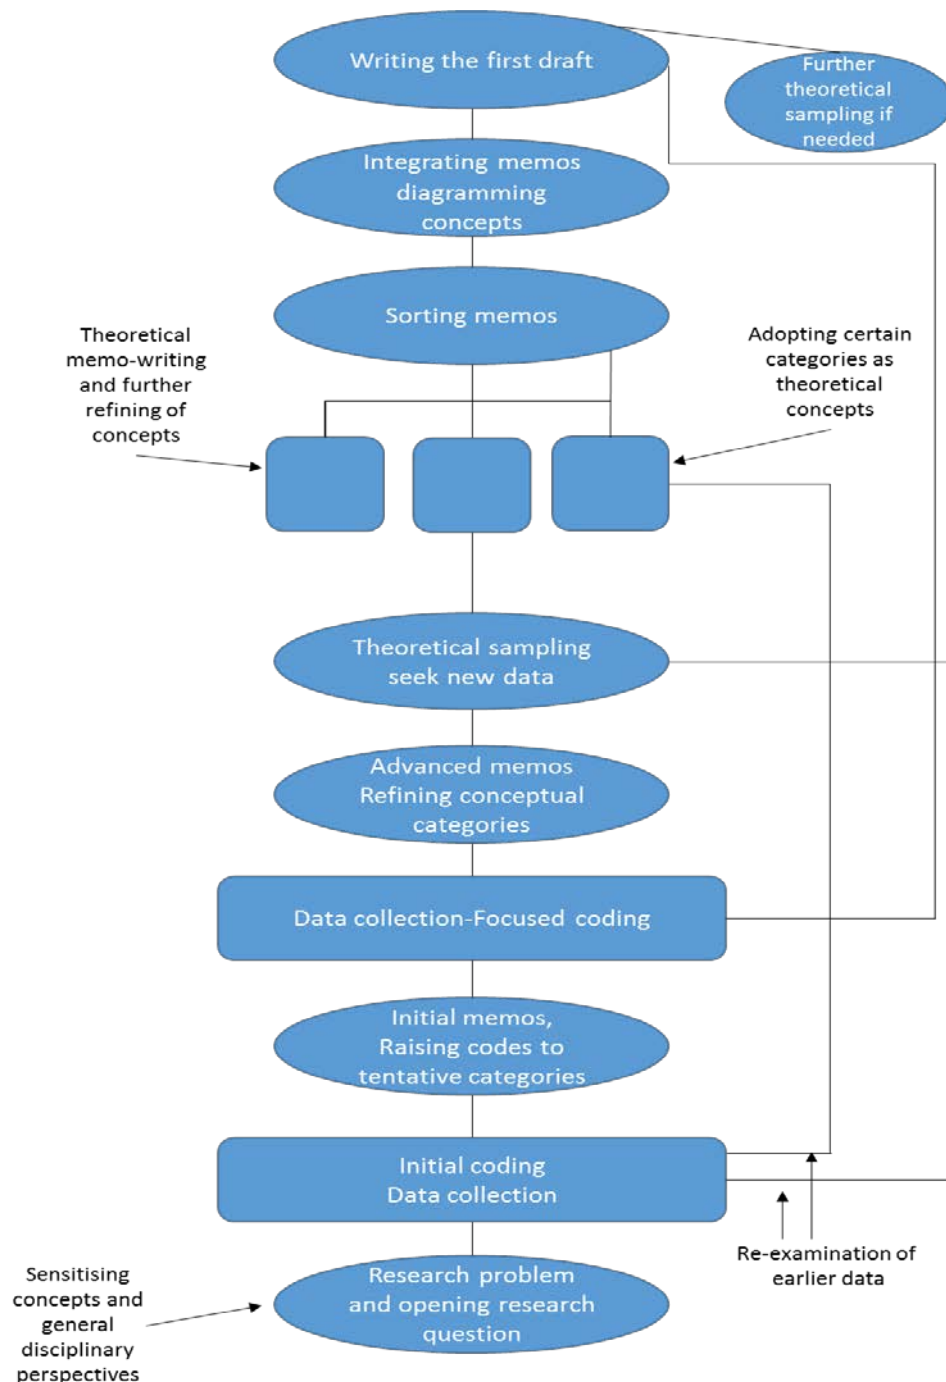 Writing the first draft
Further
theoretical
sampling if
needed
Integrating memos
diagramming
concepts
Sorting memos
Theoretical
memo-writing
and further
refining of
concepts
Adopting certain
categories as
theoretical
concepts
Theoretical sampling
seek new data
Advanced memos
Refining conceptual
categories
Data collection-Focused coding
Initial memos,
Raising codes to
tentative categories
Initial coding
Data collection
Re-examination of
earlier data
Sensitising
concepts and
general
disciplinary
perspectives
Research problem
and opening research
question